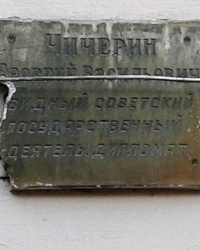 ЧИЧЕРИН
Георгий Васильевич
ВИДНЫЙ СОВЕТСКИЙ
ГОСУДАРСТВЕННЫЙ
ДЕЯТЕЛЬ, ДИПЛОМАТ